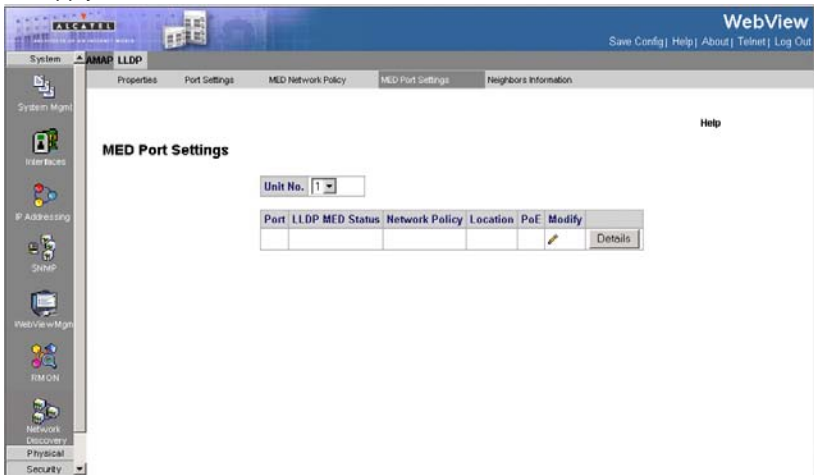 ALCATEL
WebView
Save Config| Help| About| Telnet| Log Out
System
AMAP LLDP
Properties Port Settings MED Network Policy MED Port Settings Neighbors Information
System Mgmt
Help
Interfaces
MED Port Settings
Unit No. 1
IP Addressing
Port LLDP MED Status Network Policy Location PoE Modify
Details
SNMP
WebViewMgm
RMON
Network
Discovery
Physical
Security